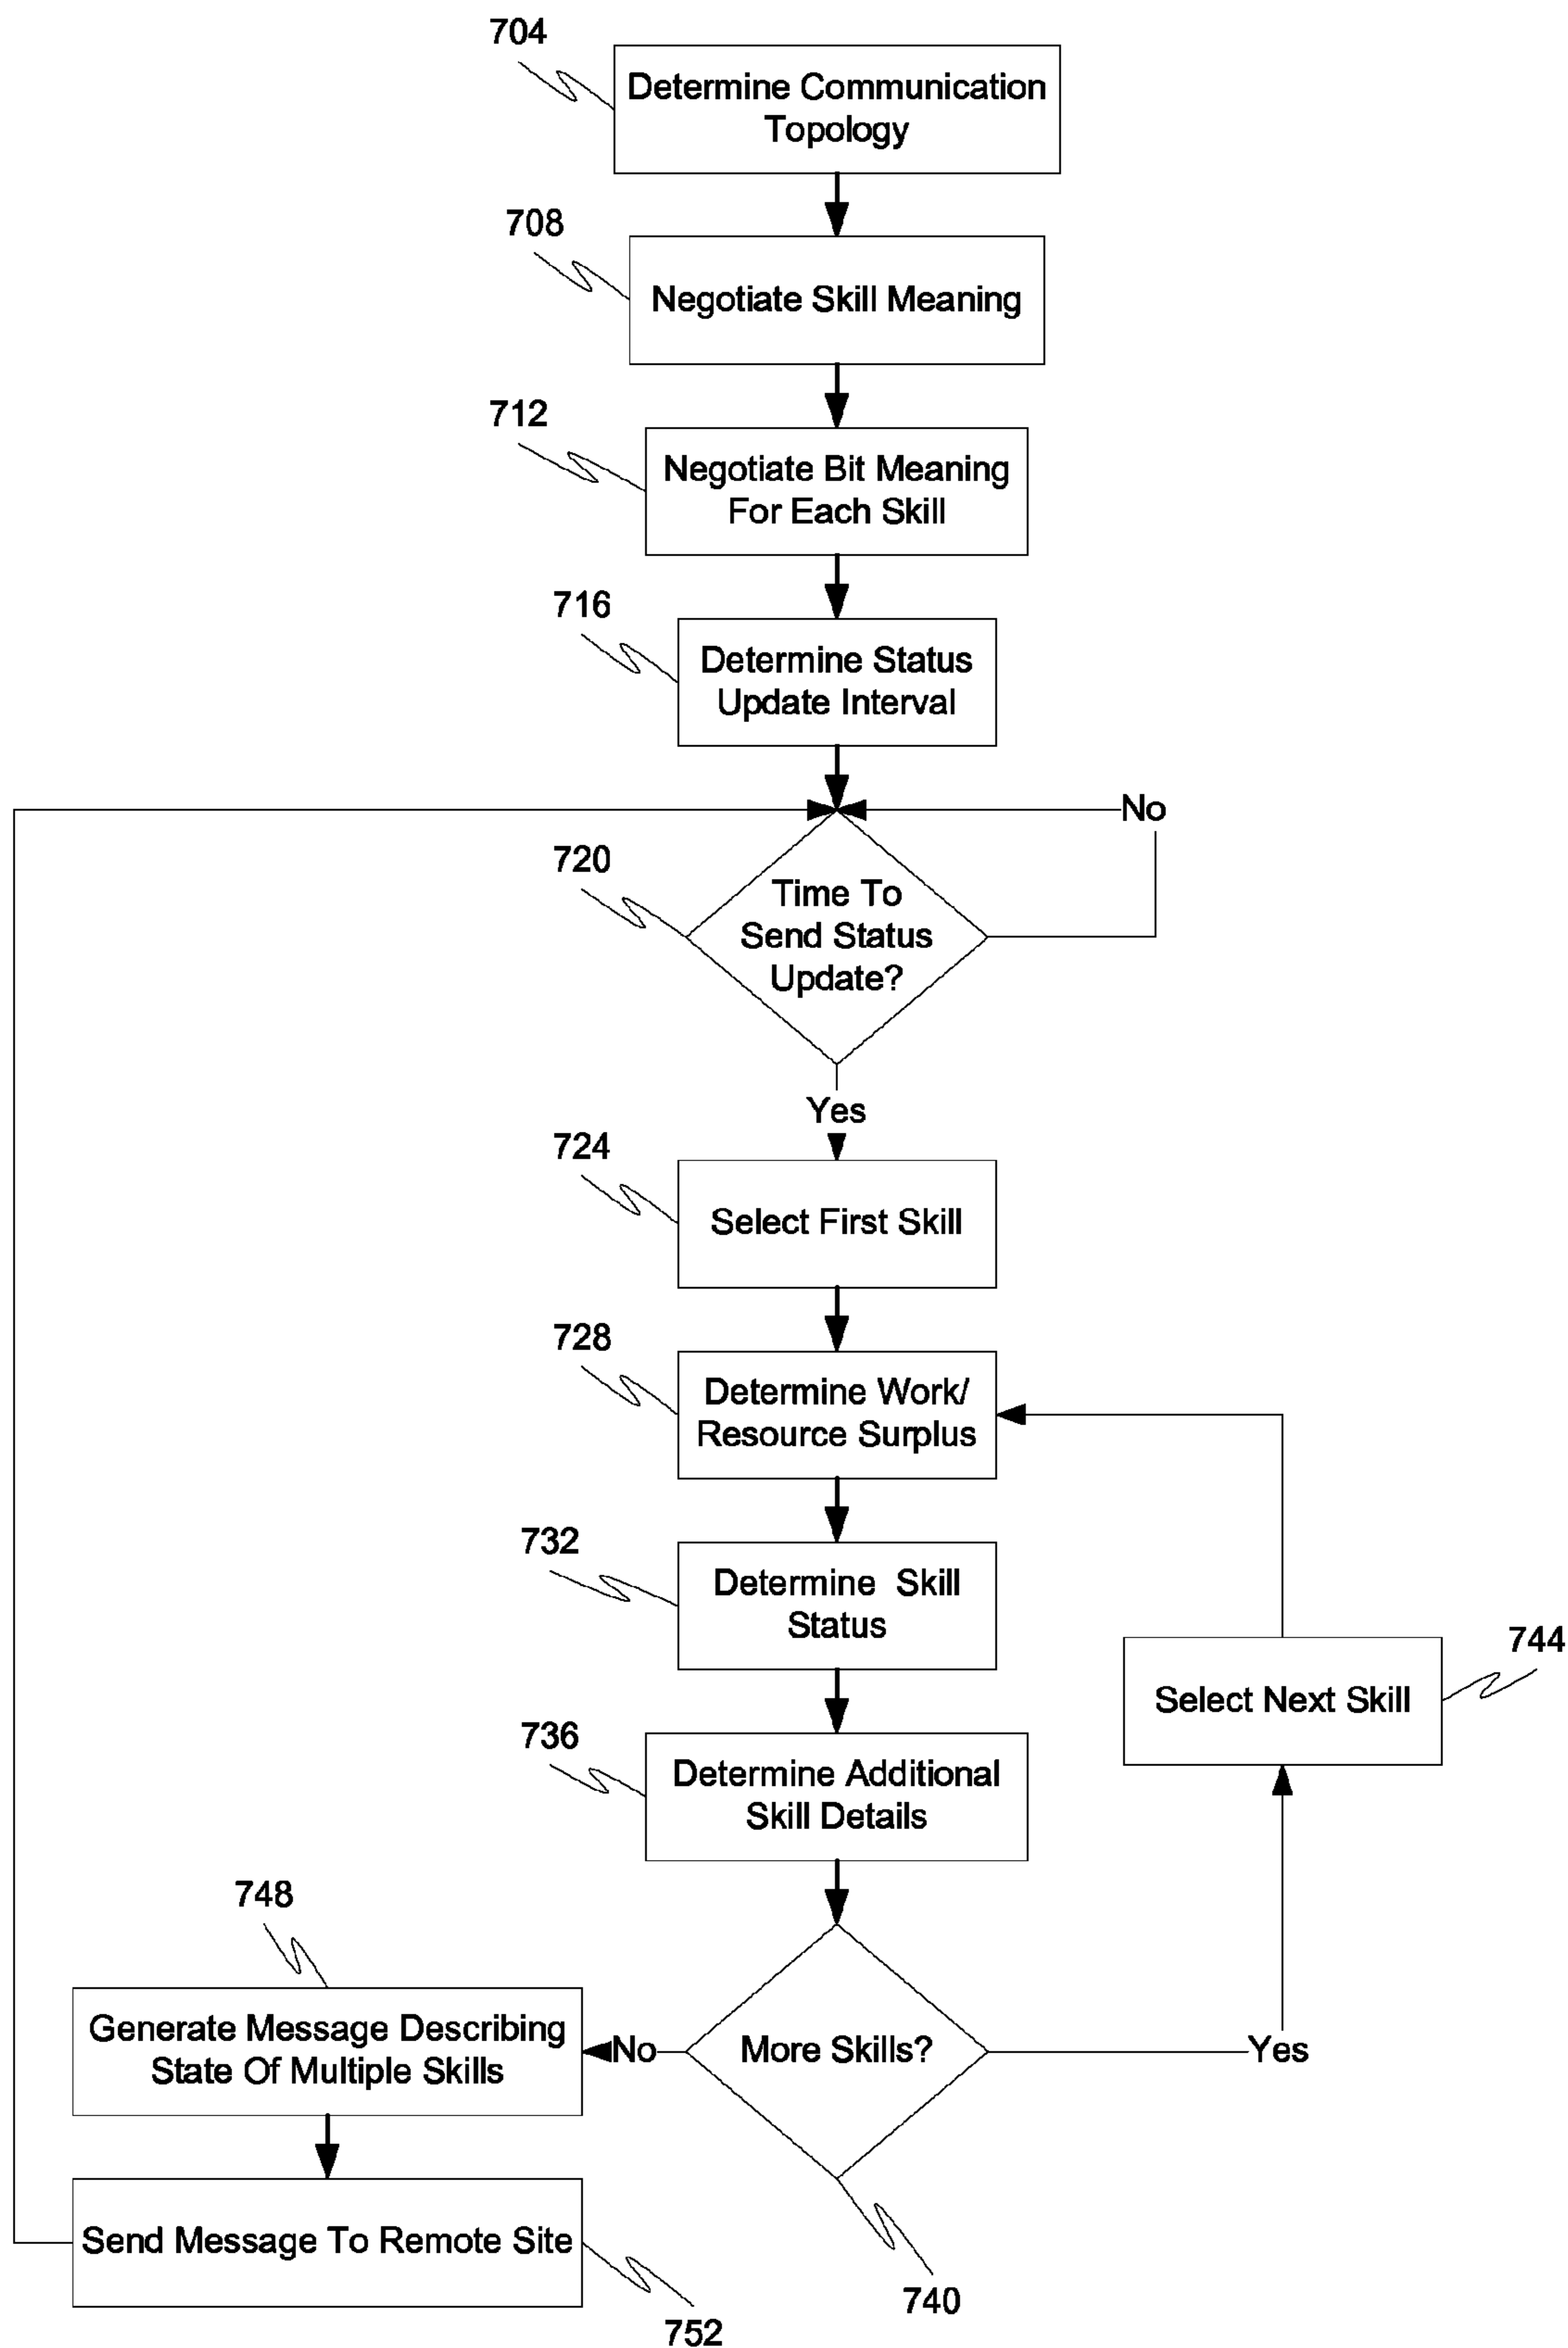 704
Determine Communication
Topology
708
Negotiate Skill Meaning
712
Negotiate Bit Meaning
For Each Skill
716
Determine Status
Update Interval
No
720
Time To
Send Status
Update?
Yes
724
Select First Skill
728
Determine Work/
Resource Surplus
732
Determine Skill
Status
744
Select Next Skill
736
Determine Additional
Skill Details
748
Generate Message Describing
State Of Multiple Skills
No
More Skills?
Yes
Send Message To Remote Site
740
752